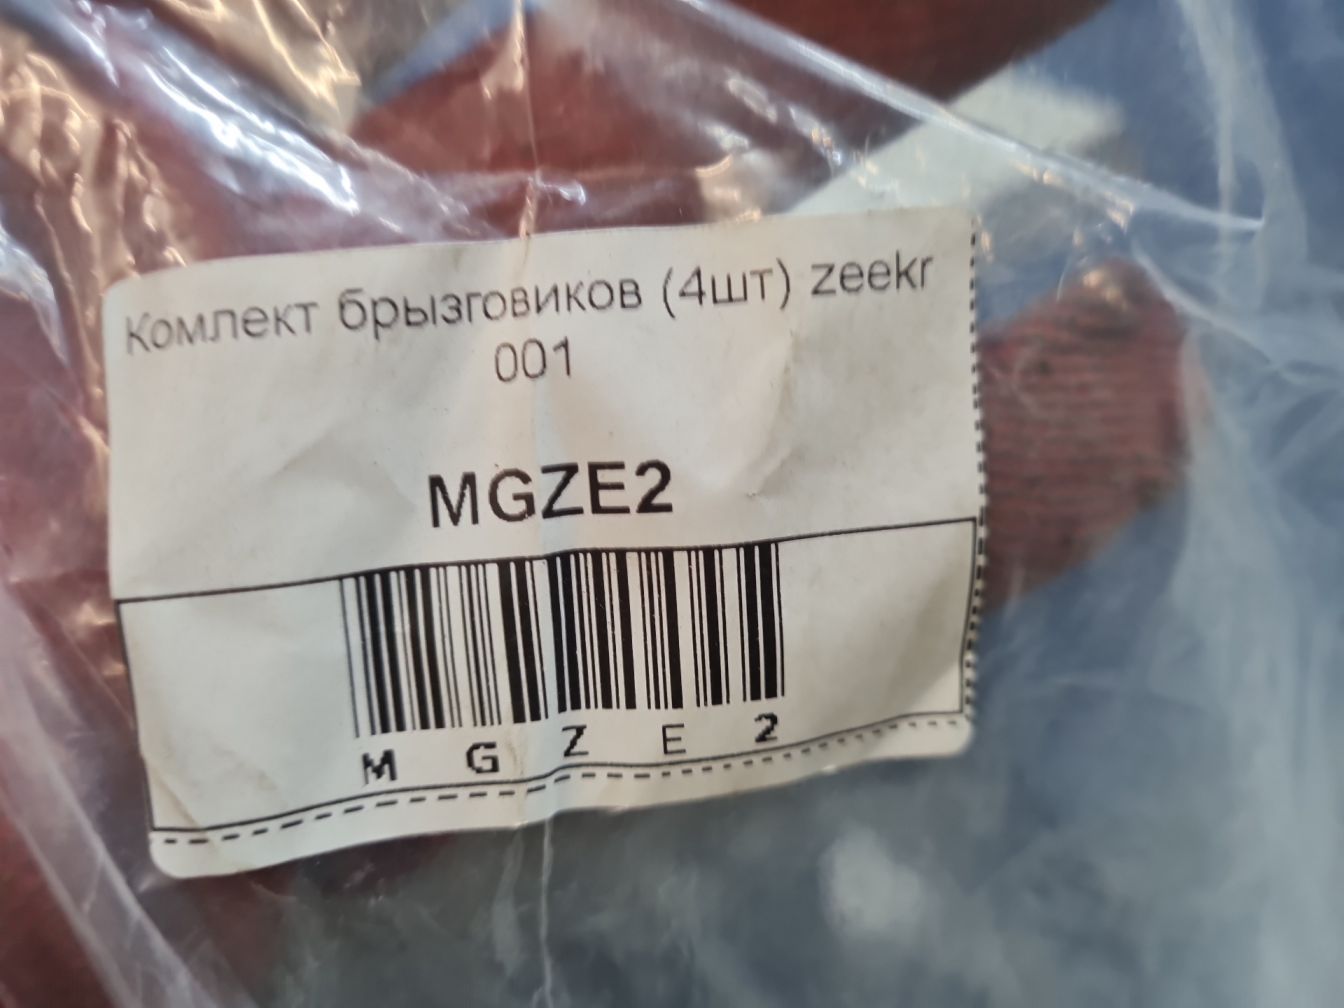 Комлект брызговиков (4шт) zeekr
001
MGZE2
M G Z E 2